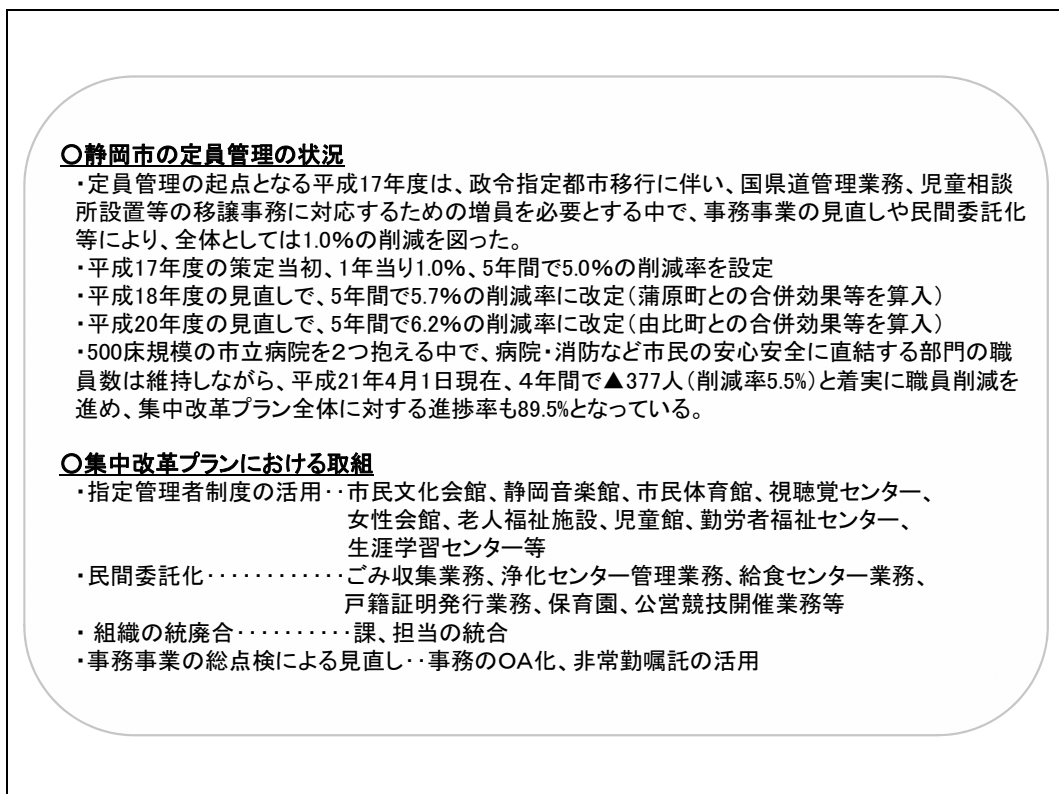 ○静岡市の定員管理の状況
・定員管理の起点となる平成17年度は、政令指定都市移行に伴い、国県道管理業務、児童相談
所設置等の移譲事務に対応するための増員を必要とする中で、事務事業の見直しや民間委託化
等により、全体としては1.0%の削減を図った。
・平成17年度の策定当初、1年当り1.0%、5年間で5.0%の削減率を設定
・平成18年度の見直しで、5年間で5.7%の削減率に改定(蒲原町との合併効果等を算入)
・平成20年度の見直しで、5年間で6.2%の削減率に改定(由比町との合併効果等を算入)
・500床規模の市立病院を2つ抱える中で、病院・消防など市民の安心安全に直結する部門の職
員数は維持しながら、平成21年4月1日現在、4年間で▲377人(削減率5.5%)と着実に職員削減を
進め、集中改革プラン全体に対する進捗率も89.5%となっている。
○集中改革プランにおける取組
・指定管理者制度の活用‥市民文化会館、静岡音楽館、市民体育館、視聴覚センター、
女性会館、老人福祉施設、児童館、勤労者福祉センター、
生涯学習センター等
・民間委託化‥‥‥‥‥‥ごみ収集業務、浄化センター管理業務、給食センター業務、
戸籍証明発行業務、保育園、公営競技開催業務等
・ 組織の統廃合‥‥‥‥‥課、担当の統合
・事務事業の総点検による見直し‥事務のOA化、非常勤嘱託の活用